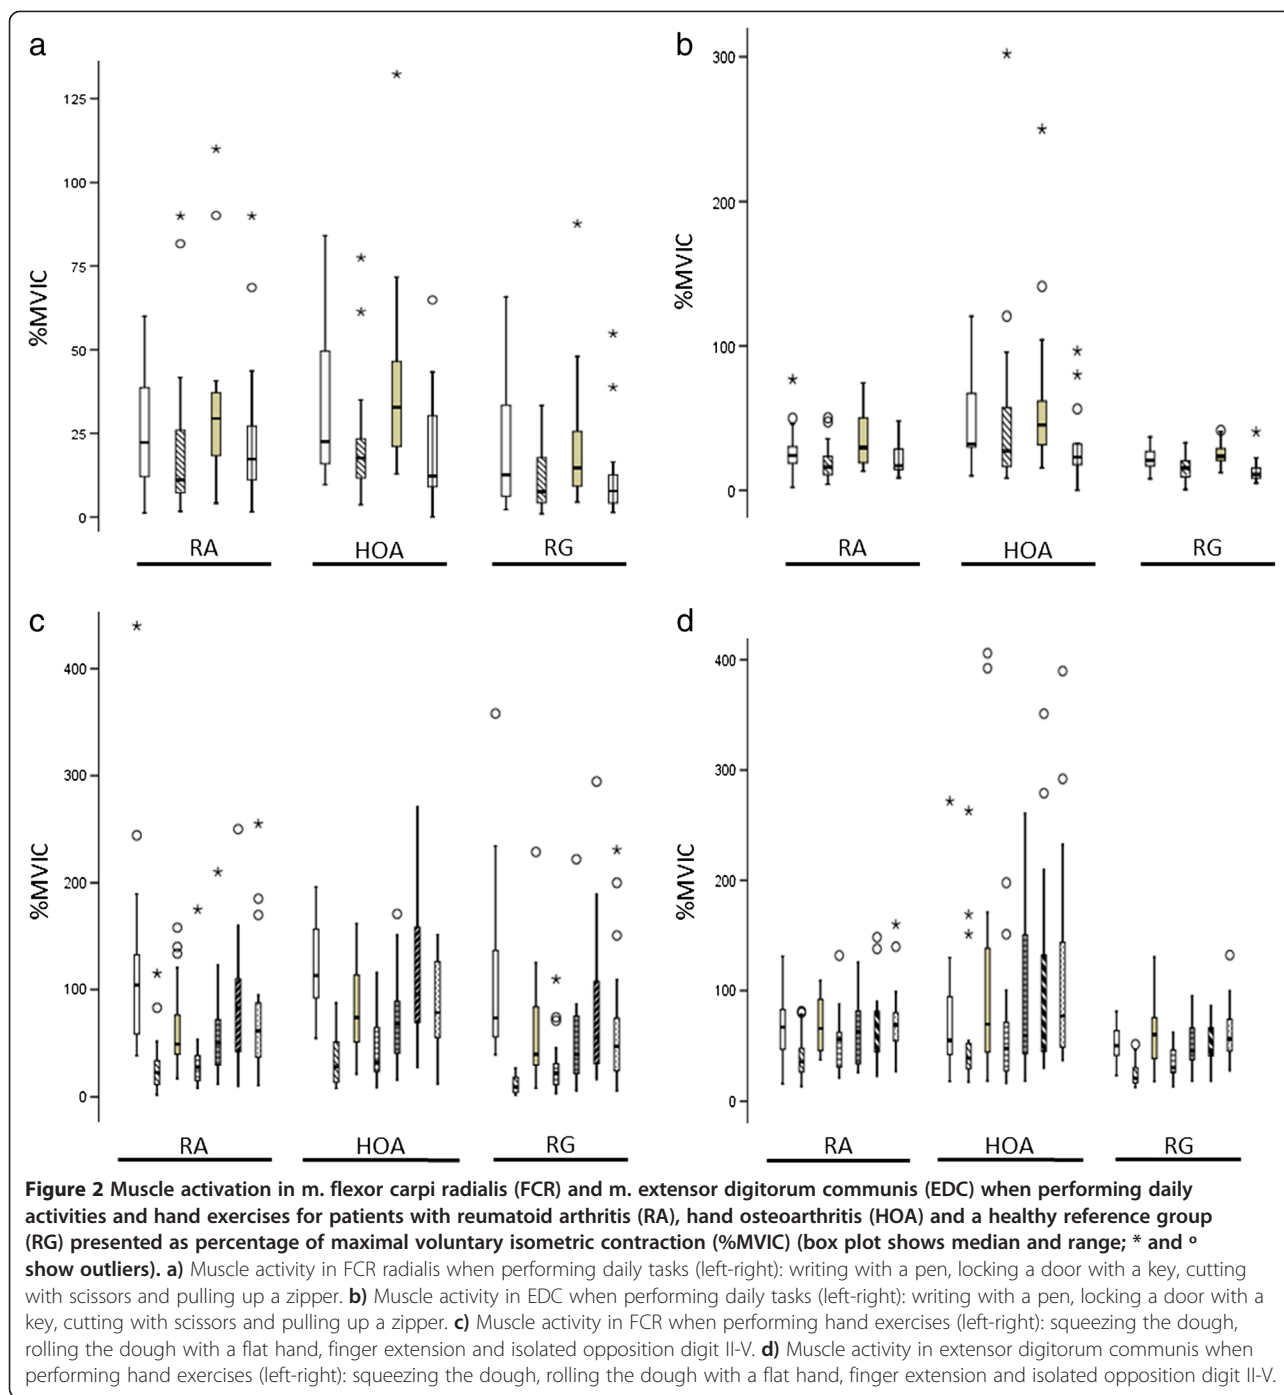 a
125
100
75
50
25
0
%MVIC
RA
HOA
RG
b
300
200
100
0
%MVIC
RA
HOA
RG
c
400
300
200
100
0
%MVIC
RA
HOA
RG
d
400
300
200
100
0
%MVIC
RA
HOA
RG
Figure 2 Muscle activation in m. flexor carpi radialis (FCR) and m. extensor digitorum communis (EDC) when performing daily
activities and hand exercises for patients with reumatoid arthritis (RA), hand osteoarthritis (HOA) and a healthy reference group
(RG) presented as percentage of maximal voluntary isometric contraction (%MVIC) (box plot shows median and range; * and º
show outliers). a) Muscle activity in FCR radialis when performing daily tasks (left-right): writing with a pen, locking a door with a key, cutting
with scissors and pulling up a zipper. b) Muscle activity in EDC when performing daily tasks (left-right): writing with a pen, locking a door with a
key, cutting with scissors and pulling up a zipper. c) Muscle activity in FCR when performing hand exercises (left-right): squeezing the dough,
rolling the dough with a flat hand, finger extension and isolated opposition digit II-V. d) Muscle activity in extensor digitorum communis when
performing hand exercises (left-right): squeezing the dough, rolling the dough with a flat hand, finger extension and isolated opposition digit II-V.